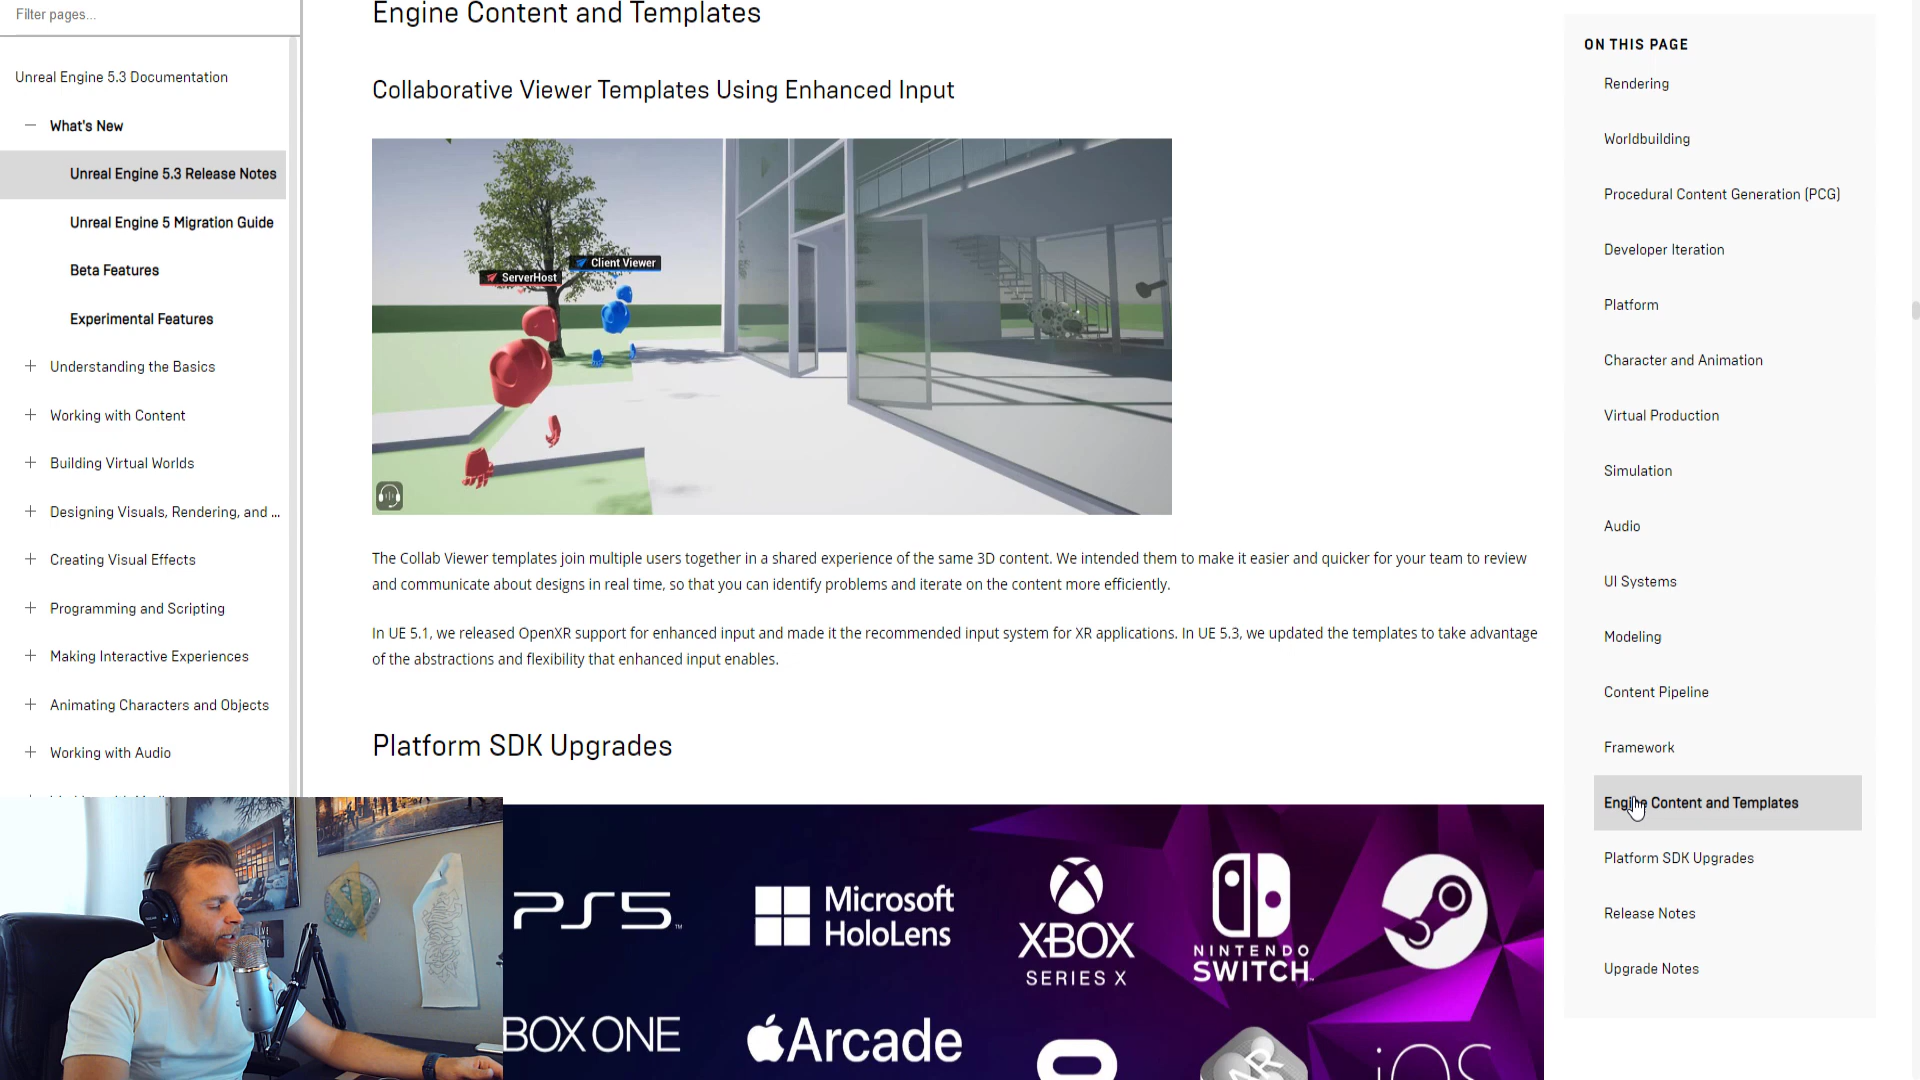 Filter pages...
Unreal Engine 5.3 Documentation
What's New
Unreal Engine 5.3 Release Notes
Unreal Engine 5 Migration Guide
Beta Features
Experimental Features
Understanding the Basics
Working with Content
Building Virtual Worlds
Designing Visuals, Rendering, and ...
Creating Visual Effects
Programming and Scripting
Making Interactive Experiences
Animating Characters and Objects
Working with Audio
Engine Content and Templates
Collaborative Viewer Templates Using Enhanced Input
Client Viewer
ServerHost
The Collab Viewer templates join multiple users together in a shared experience of the same 3D content. We intended them to make it easier and quicker for your team to review
and communicate about designs in real time, so that you can identify problems and iterate on the content more efficiently.
In UE 5.1, we released OpenXR support for enhanced input and made it the recommended input system for XR applications. In UE 5.3, we updated the templates to take advantage
of the abstractions and flexibility that enhanced input enables.
Platform SDK Upgrades
PS5
Microsoft
HoloLens
XBOX
SERIES X
NINTENDO
SWITCH
BOX ONE
Arcade
AR
iOS
ON THIS PAGE
Rendering
Worldbuilding
Procedural Content Generation (PCG)
Developer Iteration
Platform
Character and Animation
Virtual Production
Simulation
Audio
UI Systems
Modeling
Content Pipeline
Framework
Engine Content and Templates
Platform SDK Upgrades
Release Notes
Upgrade Notes